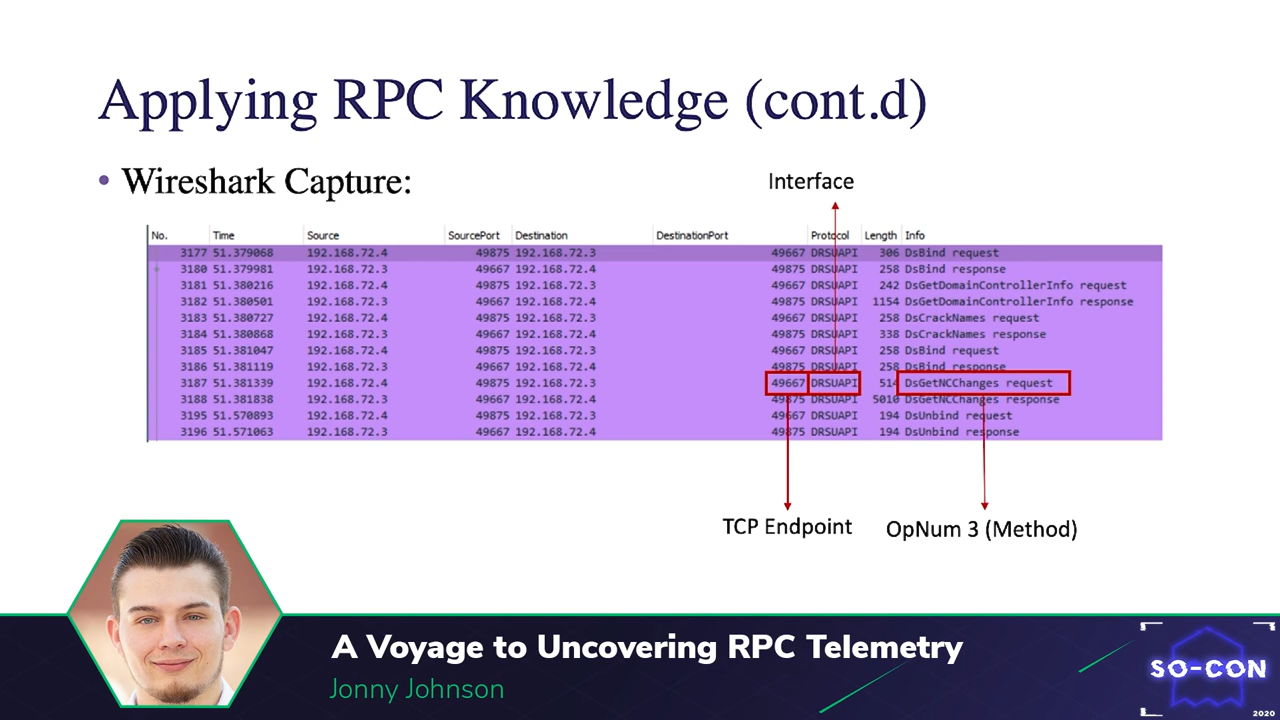 Applying RPC Knowledge (cont.d)
• Wireshark Capture:
Interface
No. Time Source SourcePort Destination DestinationPort Protocol Length Info
3177 51.379068 192.168.72.4 49875 192.168.72.3 49667 DRSUAPI 306 DsBind request
3180 51.379981 192.168.72.3 49667 192.168.72.4 49875 DRSUAPI 258 DsBind response
3181 51.380216 192.168.72.4 49875 192.168.72.3 49667 DRSUAPI 242 DsGetDomainControllerInfo request
3182 51.380501 192.168.72.3 49667 192.168.72.4 49875 DRSUAPI 1154 DsGetDomainControllerInfo response
3183 51.380727 192.168.72.4 49875 192.168.72.3 49667 DRSUAPI 258 DsCrackNames request
3184 51.380868 192.168.72.3 49667 192.168.72.4 49875 DRSUAPI 338 DsCrackNames response
3185 51.381047 192.168.72.4 49875 192.168.72.3 49667 DRSUAPI 258 DsBind request
3186 51.381119 192.168.72.3 49667 192.168.72.4 49875 DRSUAPI 258 DsBind response
3187 51.381339 192.168.72.4 49875 192.168.72.3 49667 DRSUAPI 514 DsGetNCChanges request
3188 51.381838 192.168.72.3 49667 192.168.72.4 49875 DRSUAPI 5010 DsGetNCChanges response
3195 51.570893 192.168.72.4 49875 192.168.72.3 49667 DRSUAPI 194 DsUnbind request
3196 51.571063 192.168.72.3 49667 192.168.72.4 49875 DRSUAPI 194 DsUnbind response
TCP Endpoint
OpNum 3 (Method)
A Voyage to Uncovering RPC Telemetry
Jonny Johnson
SO-CON
2020